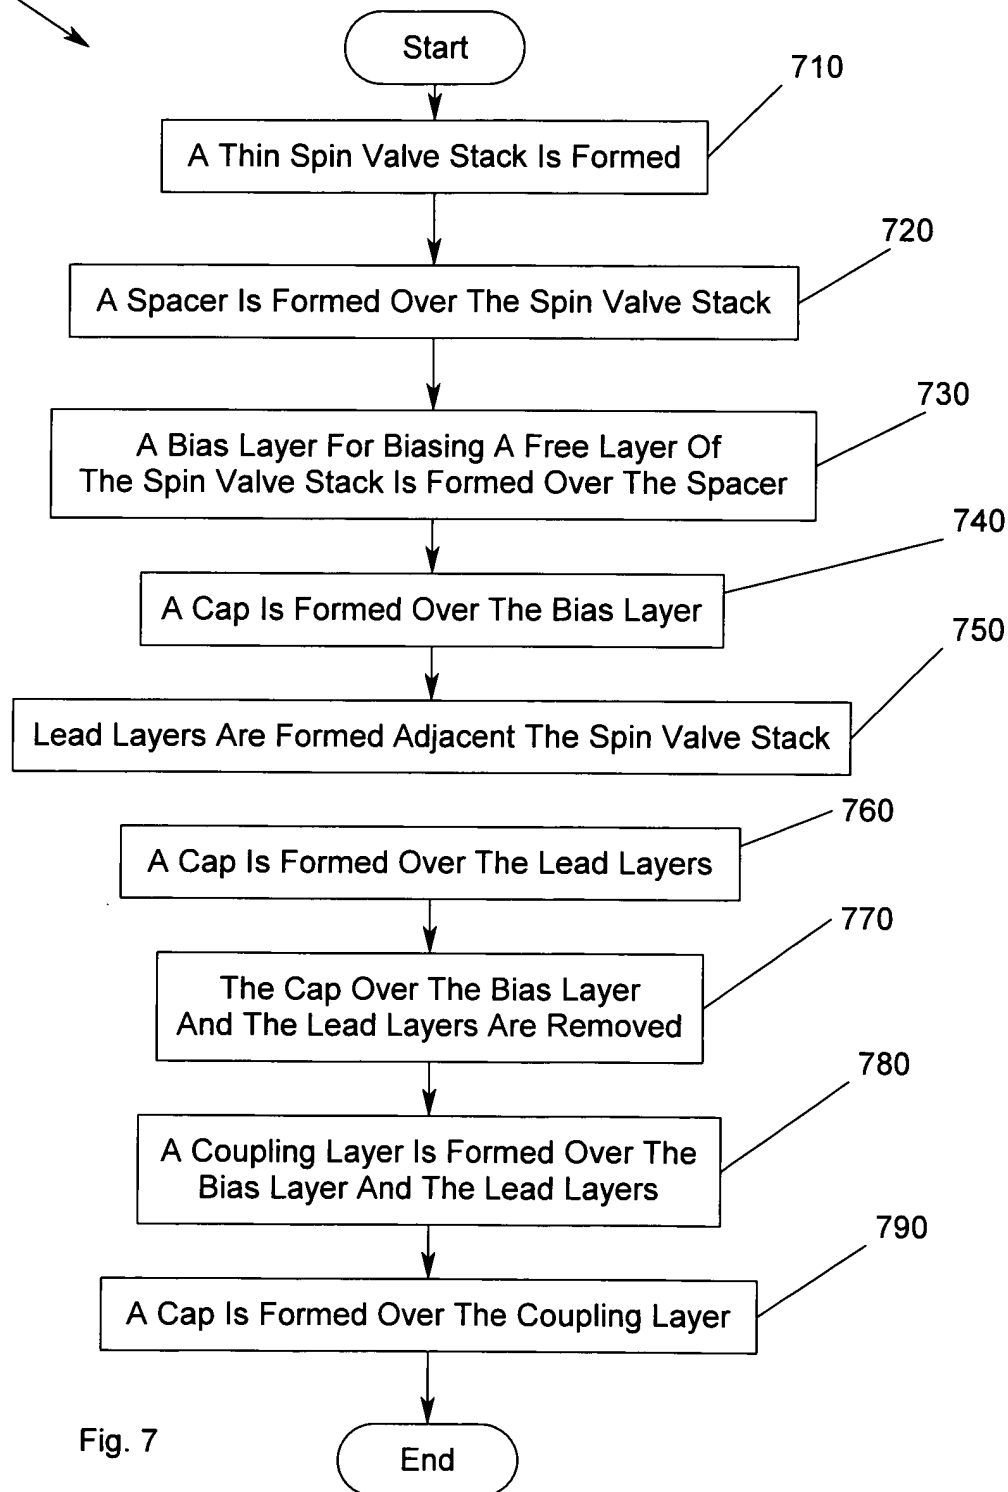 Start
710
A Thin Spin Valve Stack Is Formed
720
A Spacer Is Formed Over The Spin Valve Stack
730
A Bias Layer For Biasing A Free Layer Of
The Spin Valve Stack Is Formed Over The Spacer
740
A Cap Is Formed Over The Bias Layer
750
Lead Layers Are Formed Adjacent The Spin Valve Stack
760
A Cap Is Formed Over The Lead Layers
770
The Cap Over The Bias Layer
And The Lead Layers Are Removed
780
A Coupling Layer Is Formed Over The
Bias Layer And The Lead Layers
790
A Cap Is Formed Over The Coupling Layer
Fig. 7
End